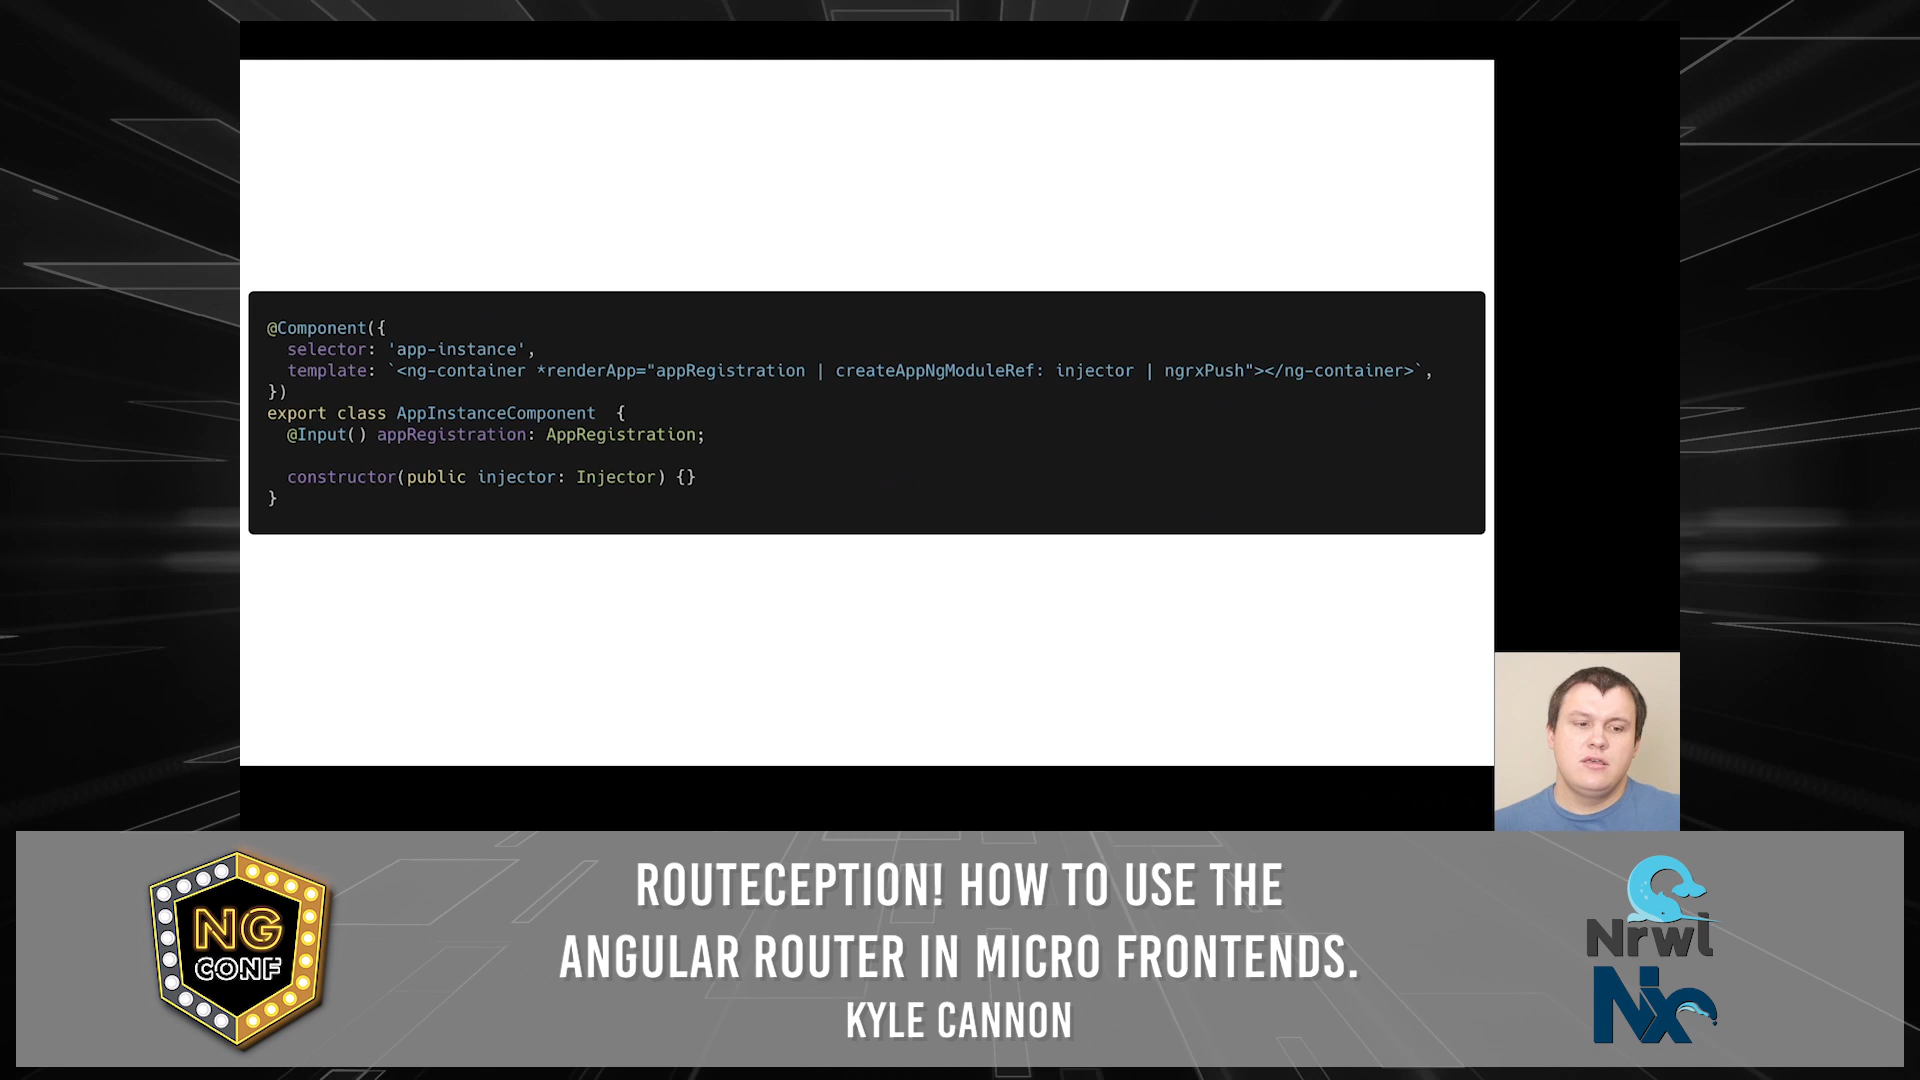 @Component({
  selector: 'app-instance',
  template: `<ng-container *renderApp="appRegistration | createAppNgModuleRef: injector | ngrxPush"></ng-container>`,
})
export class AppInstanceComponent  {
  @Input() appRegistration: AppRegistration;
  constructor(public injector: Injector) {}
}
NG
CONF
ROUTECEPTION! HOW TO USE THE
ANGULAR ROUTER IN MICRO FRONTENDS.
KYLE CANNON
Nrwl
Nx